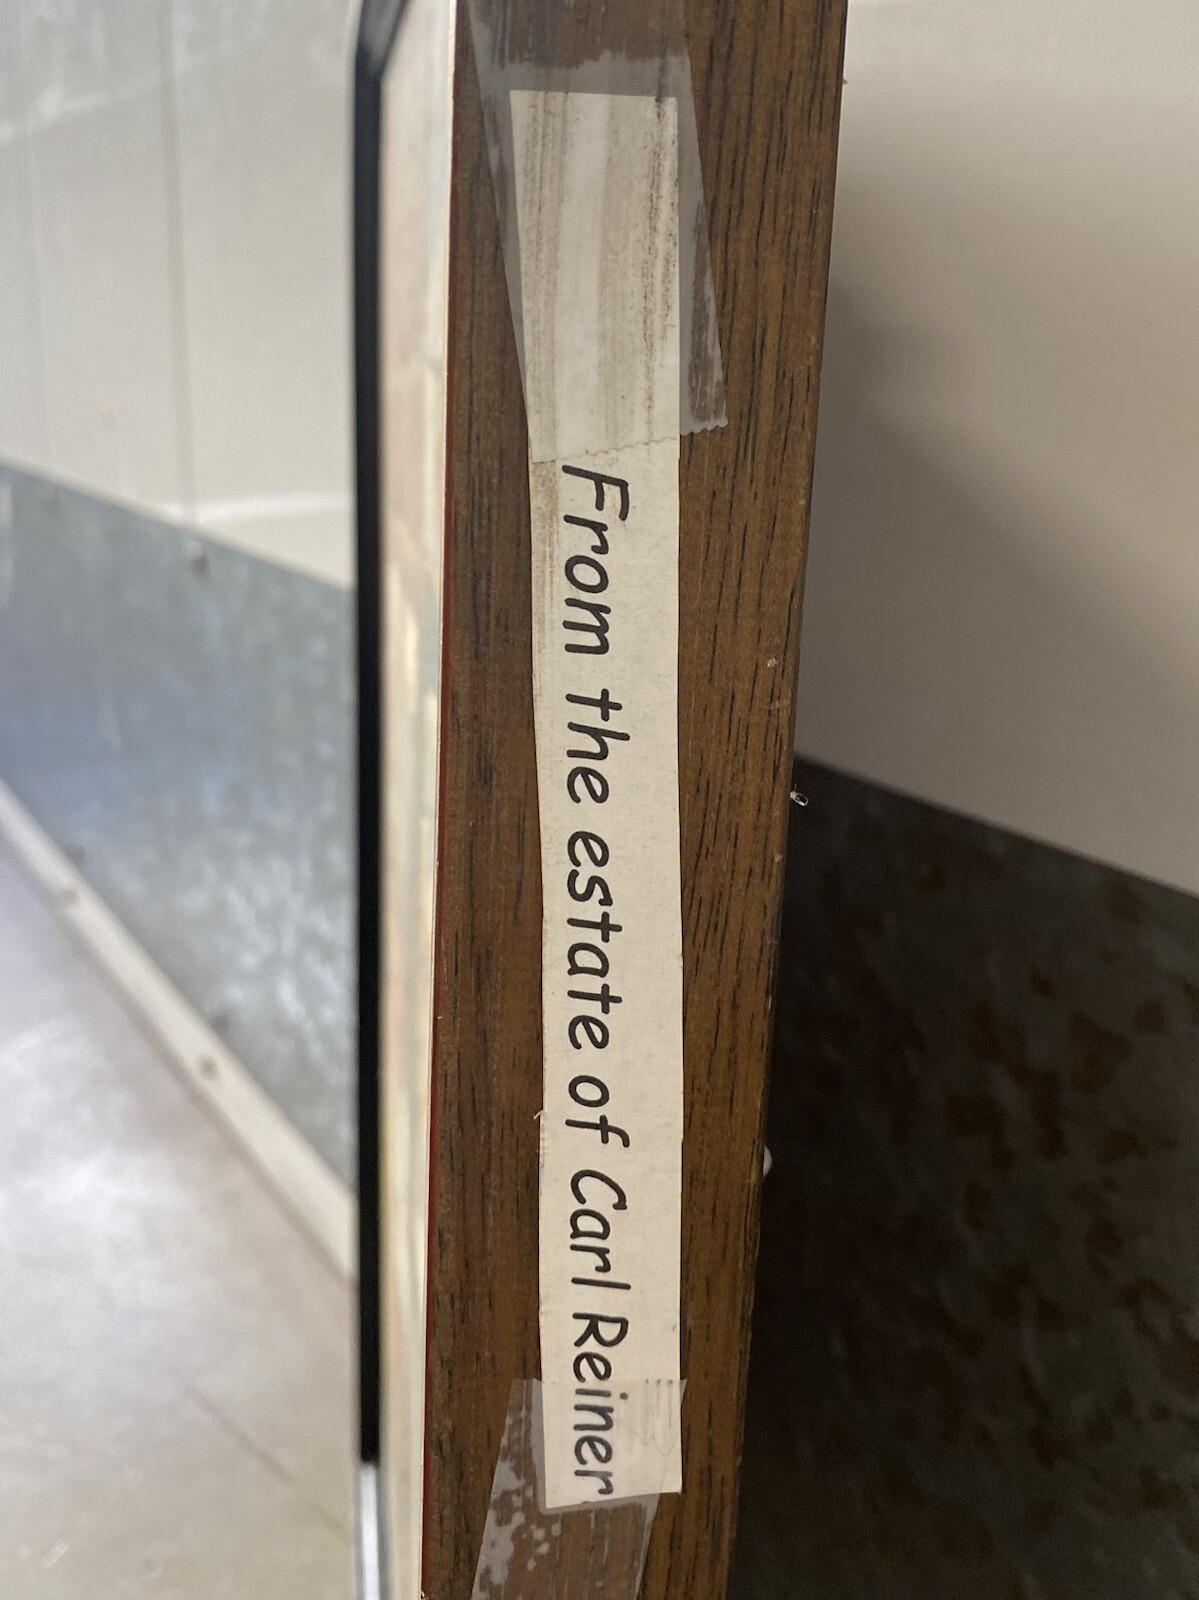 From the estate of Carl Reiner